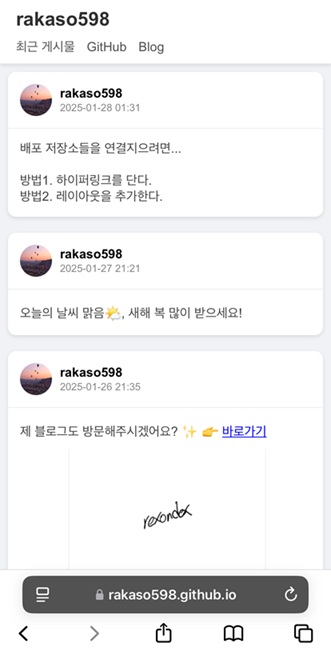 rakaso598
최근 게시물 GitHub Blog
rakaso598
2025-01-28 01:31
배포 저장소들을 연결지으려면...
방법1. 하이퍼링크를 단다.
방법2. 레이아웃을 추가한다.
rakaso598
2025-01-27 21:21
오늘의 날씨 맑음🌤️, 새해 복 많이 받으세요!
rakaso598
2025-01-26 21:35
제 블로그도 방문해주시겠어요? ✨ 👉 바로가기
rakaso598.github.io